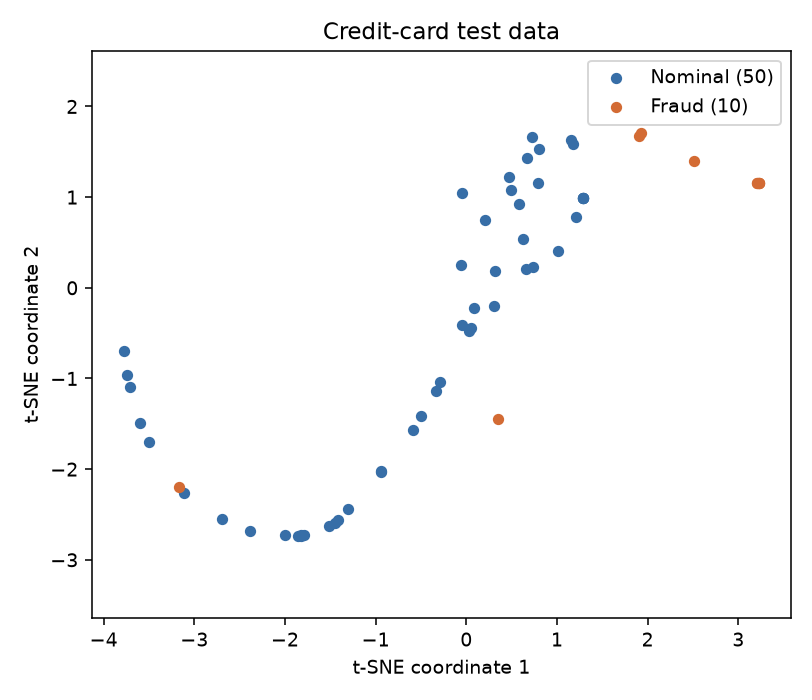 Credit-card test data
Nominal (50)
Fraud (10)
2
1
0
−1
−2
−3
t-SNE coordinate 2
−4 −3 −2 −1 0 1 2 3
t-SNE coordinate 1